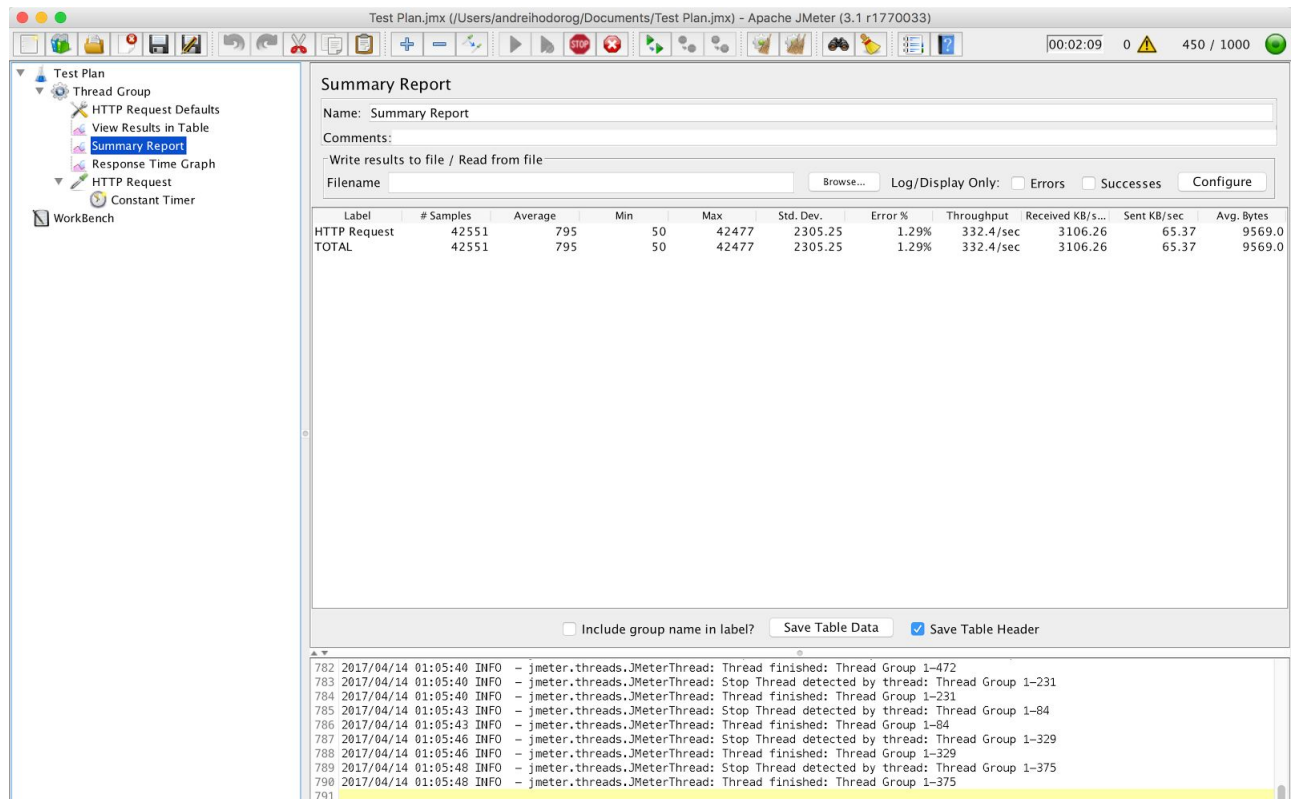 Test Plan.jmx (/Users/andreihodorog/Documents/Test Plan.jmx) - Apache JMeter (3.1 r1770033)
STOP ? 00:02:09 0 450 / 1000
Test Plan
Thread Group
HTTP Request Defaults
View Results in Table
Summary Report
Response Time Graph
HTTP Request
Constant Timer
WorkBench
Summary Report
Name: Summary Report
Comments:
Write results to file / Read from file
Filename Browse... Log/Display Only: Errors Successes Configure
Label # Samples Average Min Max Std. Dev. Error % Throughput Received KB/s... Sent KB/sec Avg. Bytes
HTTP Request 42551 795 50 42477 2305.25 1.29% 332.4/sec 3106.26 65.37 9569.0
TOTAL 42551 795 50 42477 2305.25 1.29% 332.4/sec 3106.26 65.37 9569.0
Include group name in label? Save Table Data Save Table Header
782 2017/04/14 01:05:40 INFO - jmeter.threads.JMeterThread: Thread finished: Thread Group 1-472
783 2017/04/14 01:05:40 INFO - jmeter.threads.JMeterThread: Stop Thread detected by thread: Thread Group 1-231
784 2017/04/14 01:05:40 INFO - jmeter.threads.JMeterThread: Thread finished: Thread Group 1-231
785 2017/04/14 01:05:43 INFO - jmeter.threads.JMeterThread: Stop Thread detected by thread: Thread Group 1-84
786 2017/04/14 01:05:43 INFO - jmeter.threads.JMeterThread: Thread finished: Thread Group 1-84
787 2017/04/14 01:05:46 INFO - jmeter.threads.JMeterThread: Stop Thread detected by thread: Thread Group 1-329
788 2017/04/14 01:05:46 INFO - jmeter.threads.JMeterThread: Thread finished: Thread Group 1-329
789 2017/04/14 01:05:48 INFO - jmeter.threads.JMeterThread: Stop Thread detected by thread: Thread Group 1-375
790 2017/04/14 01:05:48 INFO - jmeter.threads.JMeterThread: Thread finished: Thread Group 1-375
791